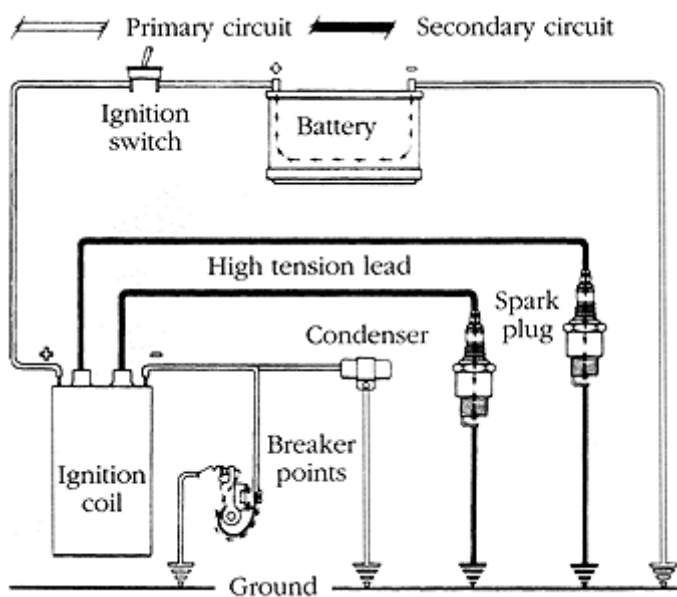 Primary circuit Secondary circuit
+ -
Ignition
switch
Battery
High tension lead
Spark
plug
Condenser
+ -
Breaker
points
Ignition
coil
Ground